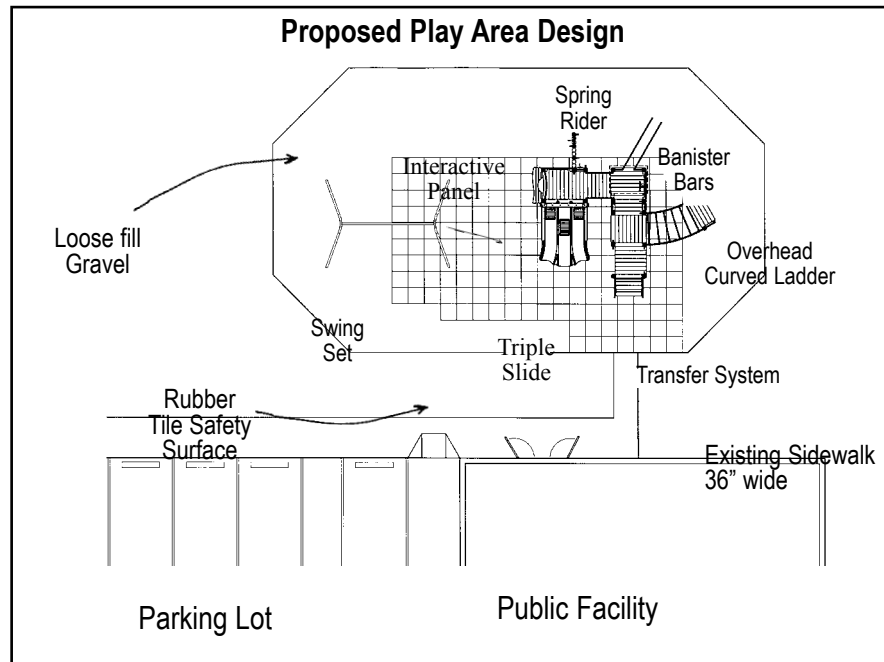 Proposed Play Area Design
Spring
Rider
Interactive
Panel
Banister
Bars
Loose fill
Gravel
Overhead
Curved Ladder
Swing
Set
Triple
Slide
Transfer System
Rubber
Tile Safety
Surface
Existing Sidewalk
36” wide
Parking Lot
Public Facility